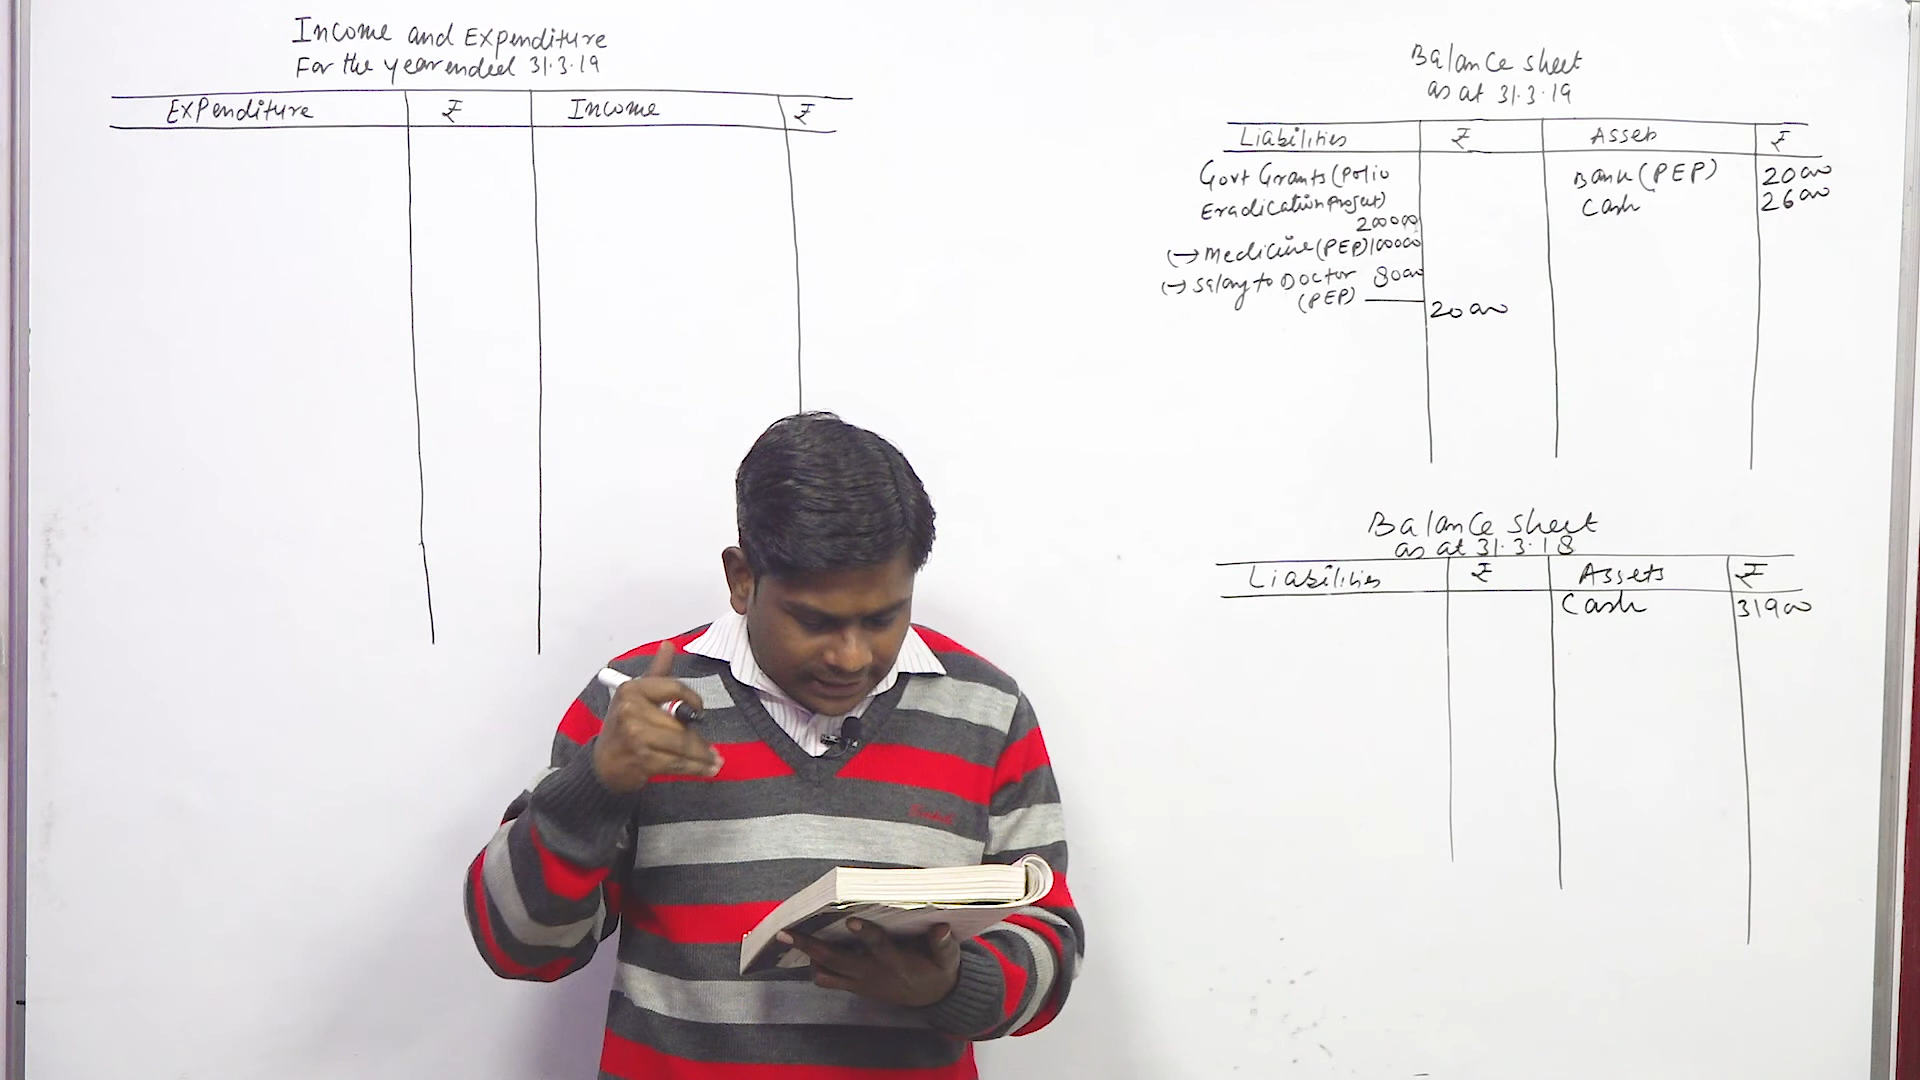 Income and Expenditure
For the year ended 31.3.19
Expenditure ₹ Income ₹
Balance sheet
as at 31.3.19
Liabilities ₹ Assets ₹
Govt Grants (Polio Bank (PEP) 20000
Eradication Project) Cash 26000
200000
(-) Medicine (PEP) 100000
(-) Salary to Doctor 80000
(PEP)
20000
Balance sheet
as at 31.3.18
Liabilities ₹ Assets ₹
Cash 31900